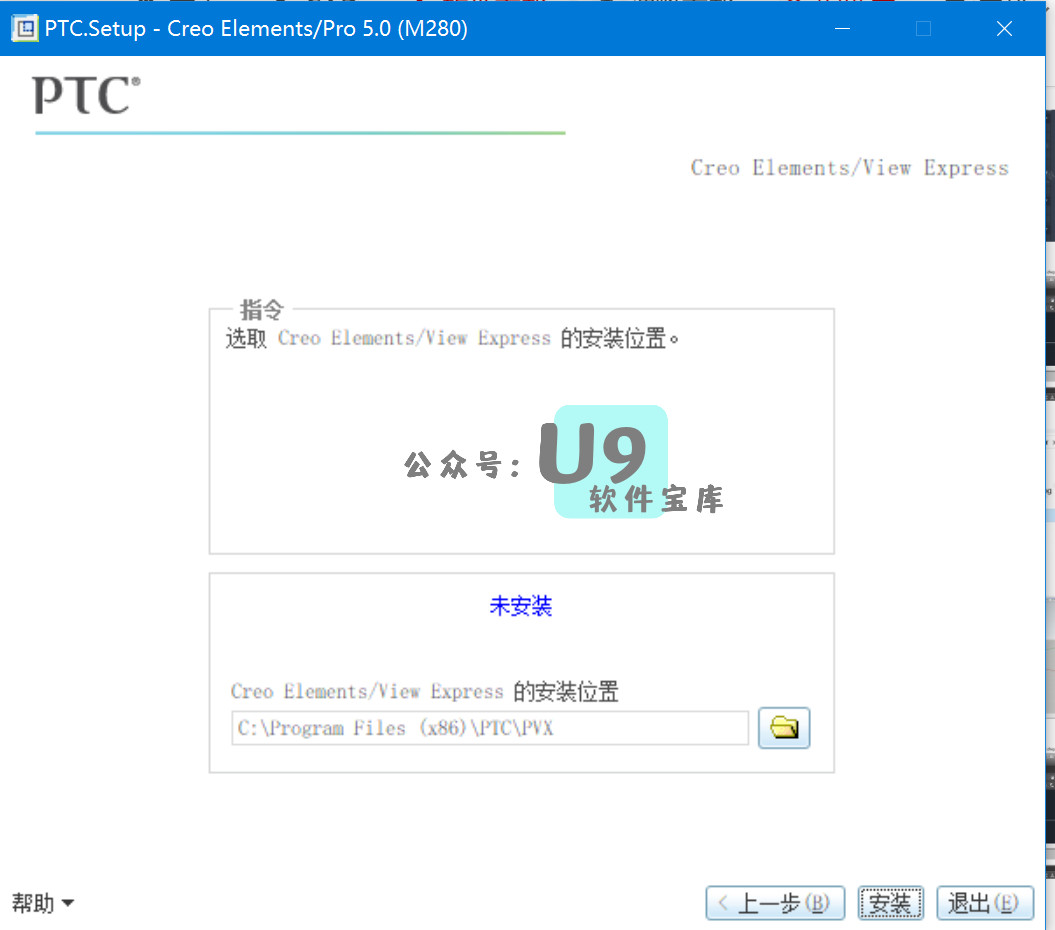 PTC.Setup - Creo Elements/Pro 5.0 (M280)
PTC®
Creo Elements/View Express
指令
选取 Creo Elements/View Express 的安装位置。
公众号：U9
软件宝库
未安装
Creo Elements/View Express 的安装位置
C:\Program Files (x86)\PTC\PVX
帮助
< 上一步(B)
安装
退出(E)